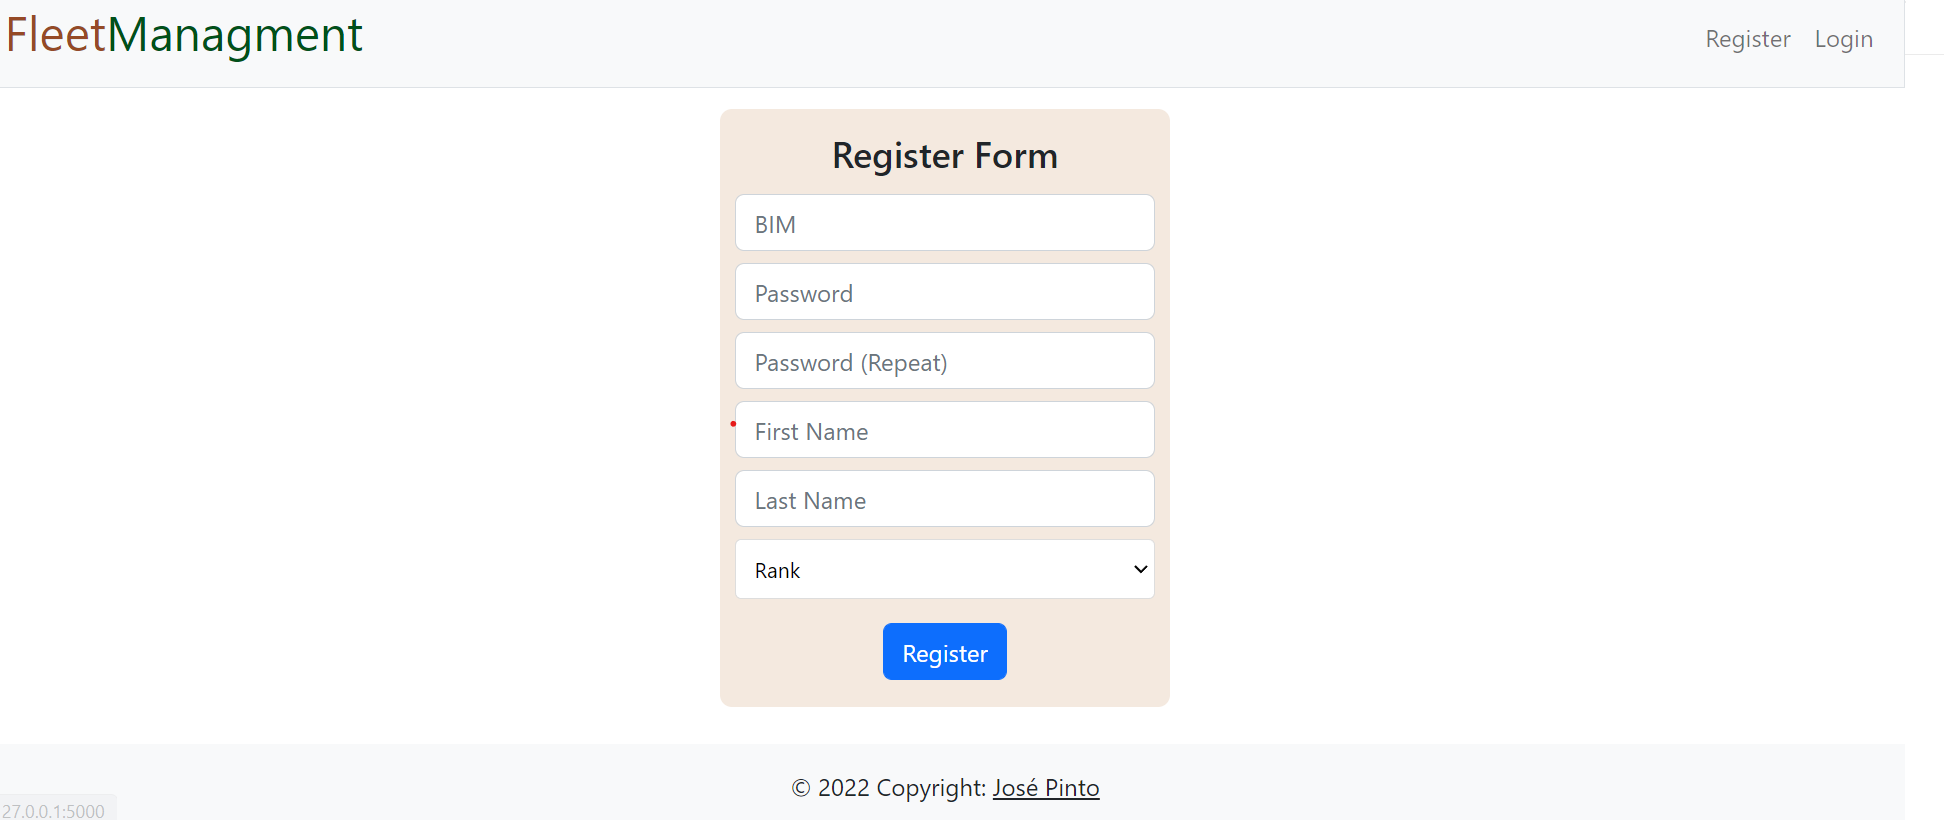 FleetManagment
Register Login
Register Form
BIM
Password
Password (Repeat)
First Name
Last Name
Rank
Register
© 2022 Copyright: José Pinto
27.0.0.1:5000